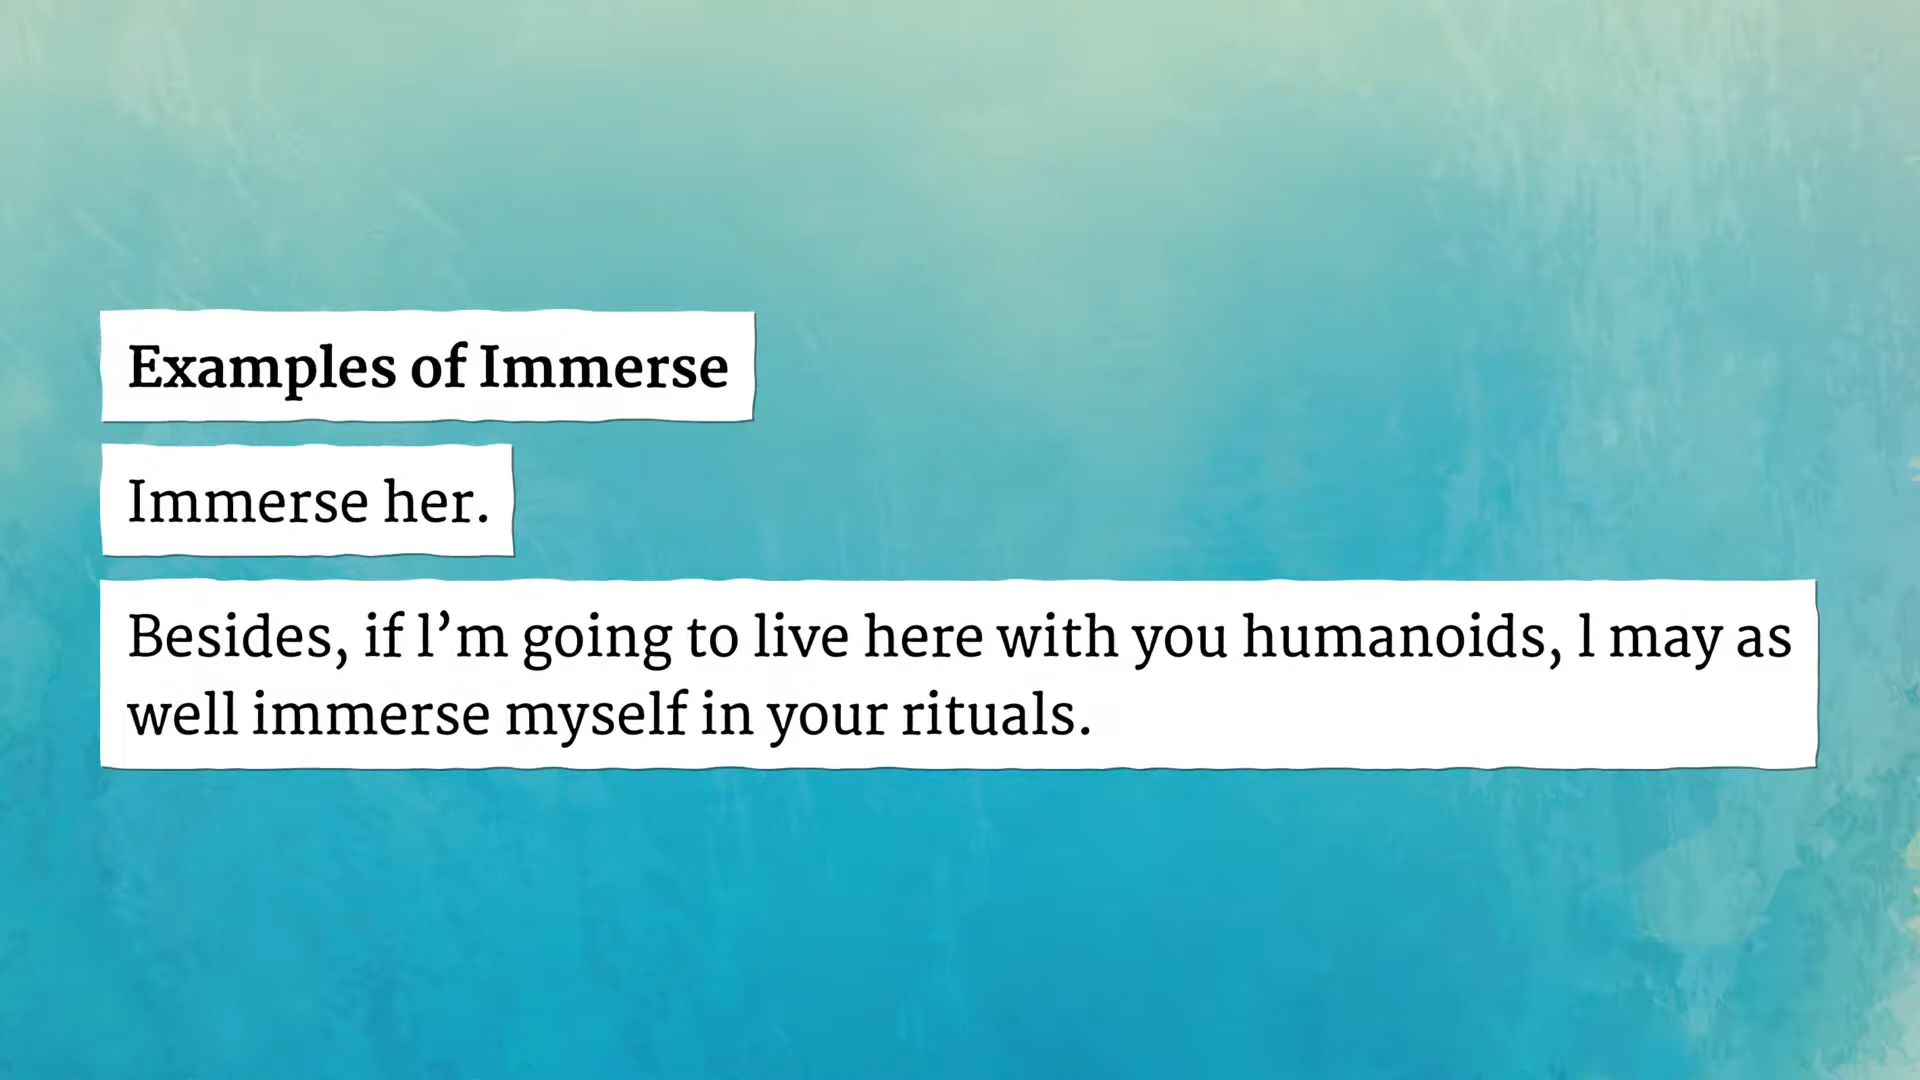 Examples of Immerse
Immerse her.
Besides, if l’m going to live here with you humanoids, l may as
well immerse myself in your rituals.